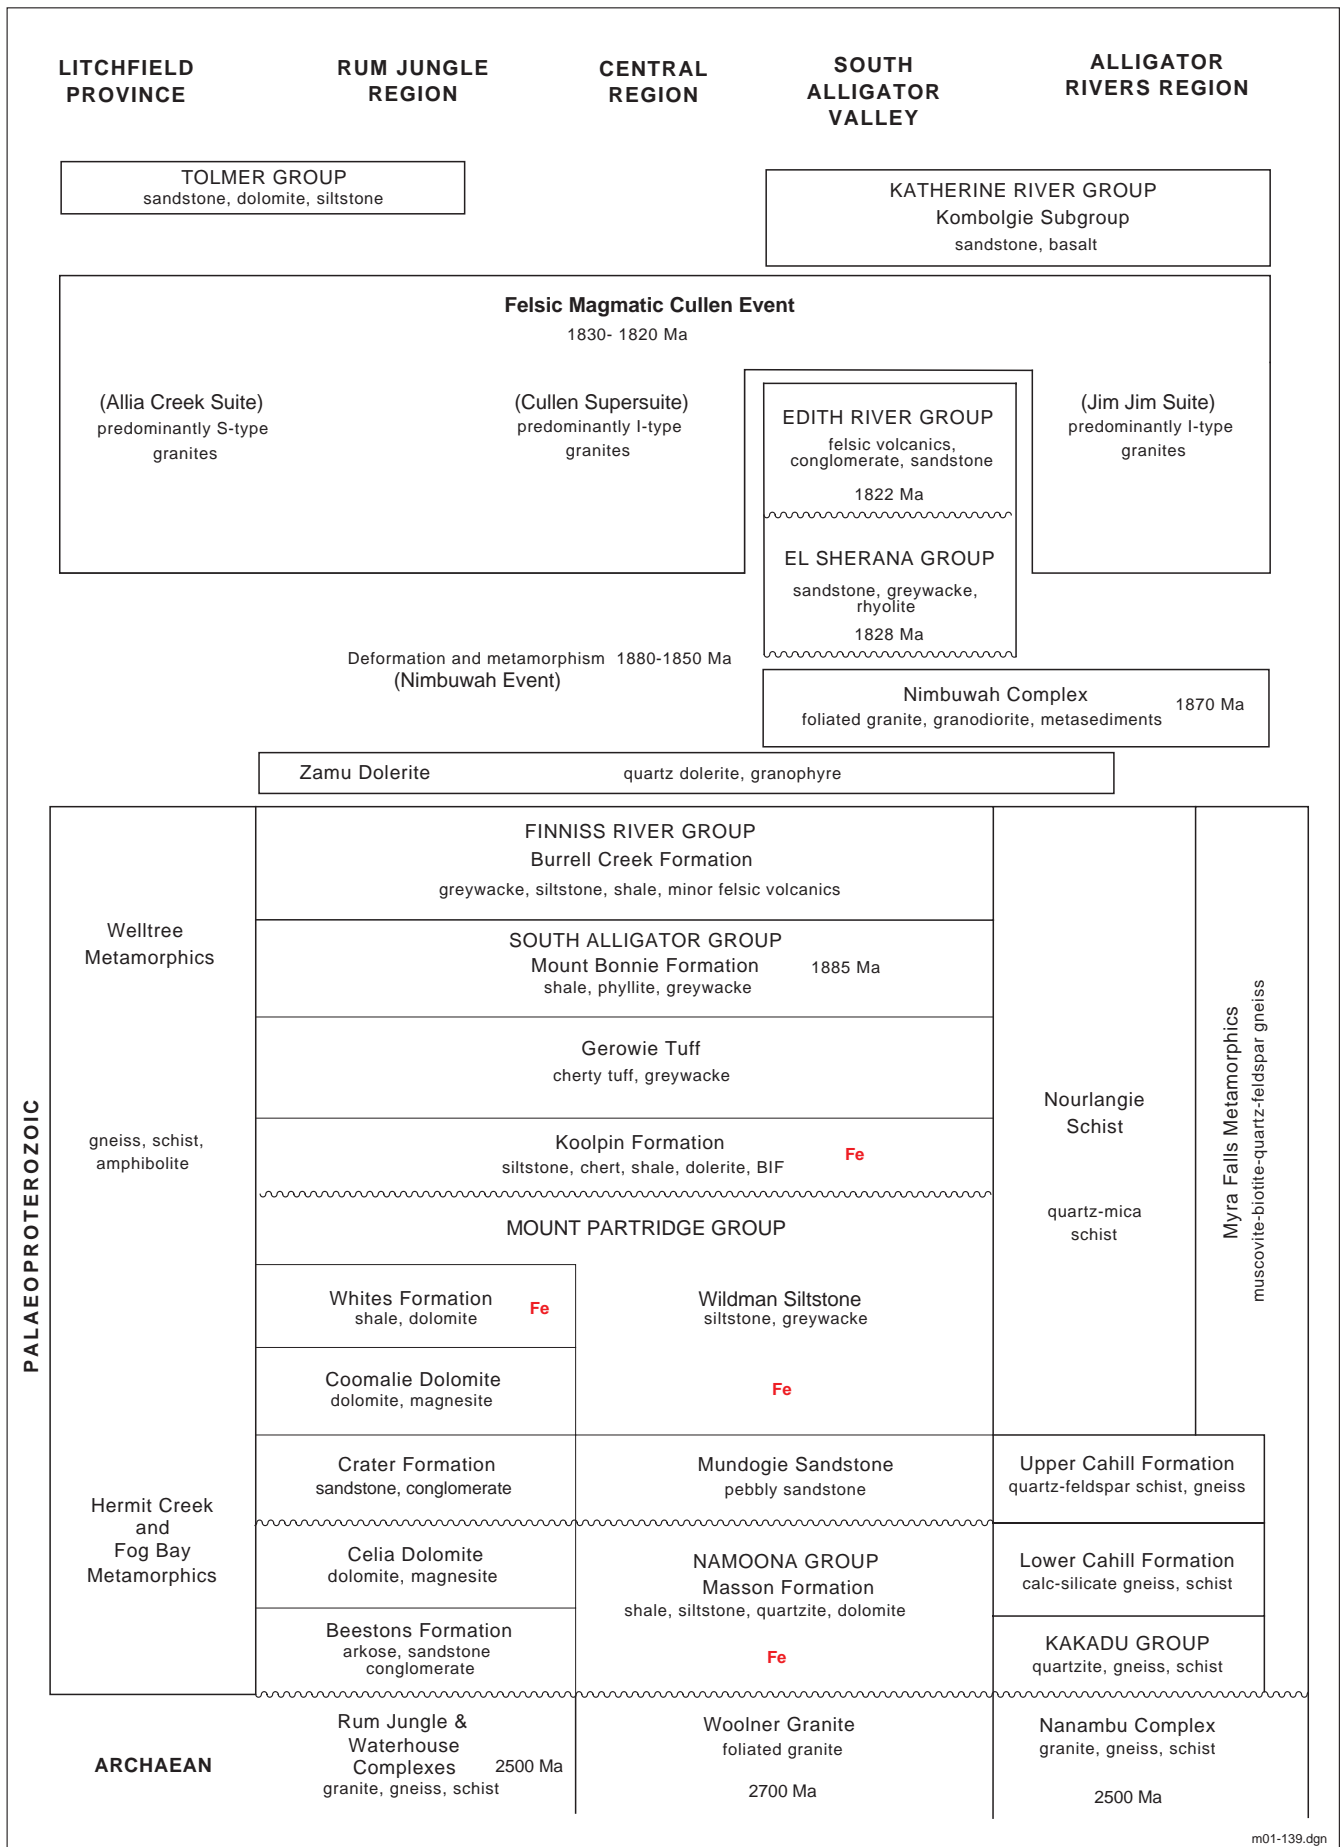 LITCHFIELD
PROVINCE
RUM JUNGLE
REGION
CENTRAL
REGION
SOUTH
ALLIGATOR
VALLEY
ALLIGATOR
RIVERS REGION
TOLMER GROUP
sandstone, dolomite, siltstone
KATHERINE RIVER GROUP
Kombolgie Subgroup
sandstone, basalt
Felsic Magmatic Cullen Event
1830- 1820 Ma
(Allia Creek Suite)
predominantly S-type
granites
(Cullen Supersuite)
predominantly I-type
granites
EDITH RIVER GROUP
felsic volcanics,
conglomerate, sandstone
1822 Ma
(Jim Jim Suite)
predominantly I-type
granites
EL SHERANA GROUP
sandstone, greywacke,
rhyolite
1828 Ma
Deformation and metamorphism 1880-1850 Ma
(Nimbuwah Event)
Nimbuwah Complex
1870 Ma
foliated granite, granodiorite, metasediments
Zamu Dolerite
quartz dolerite, granophyre
PALAEOPROTEROZOIC
Welltree
Metamorphics
gneiss, schist,
amphibolite
Hermit Creek
and
Fog Bay
Metamorphics
FINNISS RIVER GROUP
Burrell Creek Formation
greywacke, siltstone, shale, minor felsic volcanics
SOUTH ALLIGATOR GROUP
Mount Bonnie Formation 1885 Ma
shale, phyllite, greywacke
Gerowie Tuff
cherty tuff, greywacke
Koolpin Formation
siltstone, chert, shale, dolerite, BIF
Fe
MOUNT PARTRIDGE GROUP
Whites Formation
shale, dolomite
Fe
Wildman Siltstone
siltstone, greywacke
Fe
Coomalie Dolomite
dolomite, magnesite
Crater Formation
sandstone, conglomerate
Mundogie Sandstone
pebbly sandstone
Celia Dolomite
dolomite, magnesite
NAMOONA GROUP
Masson Formation
shale, siltstone, quartzite, dolomite
Fe
Beestons Formation
arkose, sandstone
conglomerate
Nourlangie
Schist
quartz-mica
schist
Myra Falls Metamorphics
muscovite-biotite-quartz-feldspar gneiss
Upper Cahill Formation
quartz-feldspar schist, gneiss
Lower Cahill Formation
calc-silicate gneiss, schist
KAKADU GROUP
quartzite, gneiss, schist
ARCHAEAN
Rum Jungle &
Waterhouse
Complexes 2500 Ma
granite, gneiss, schist
Woolner Granite
foliated granite
2700 Ma
Nanambu Complex
granite, gneiss, schist
2500 Ma
m01-139.dgn